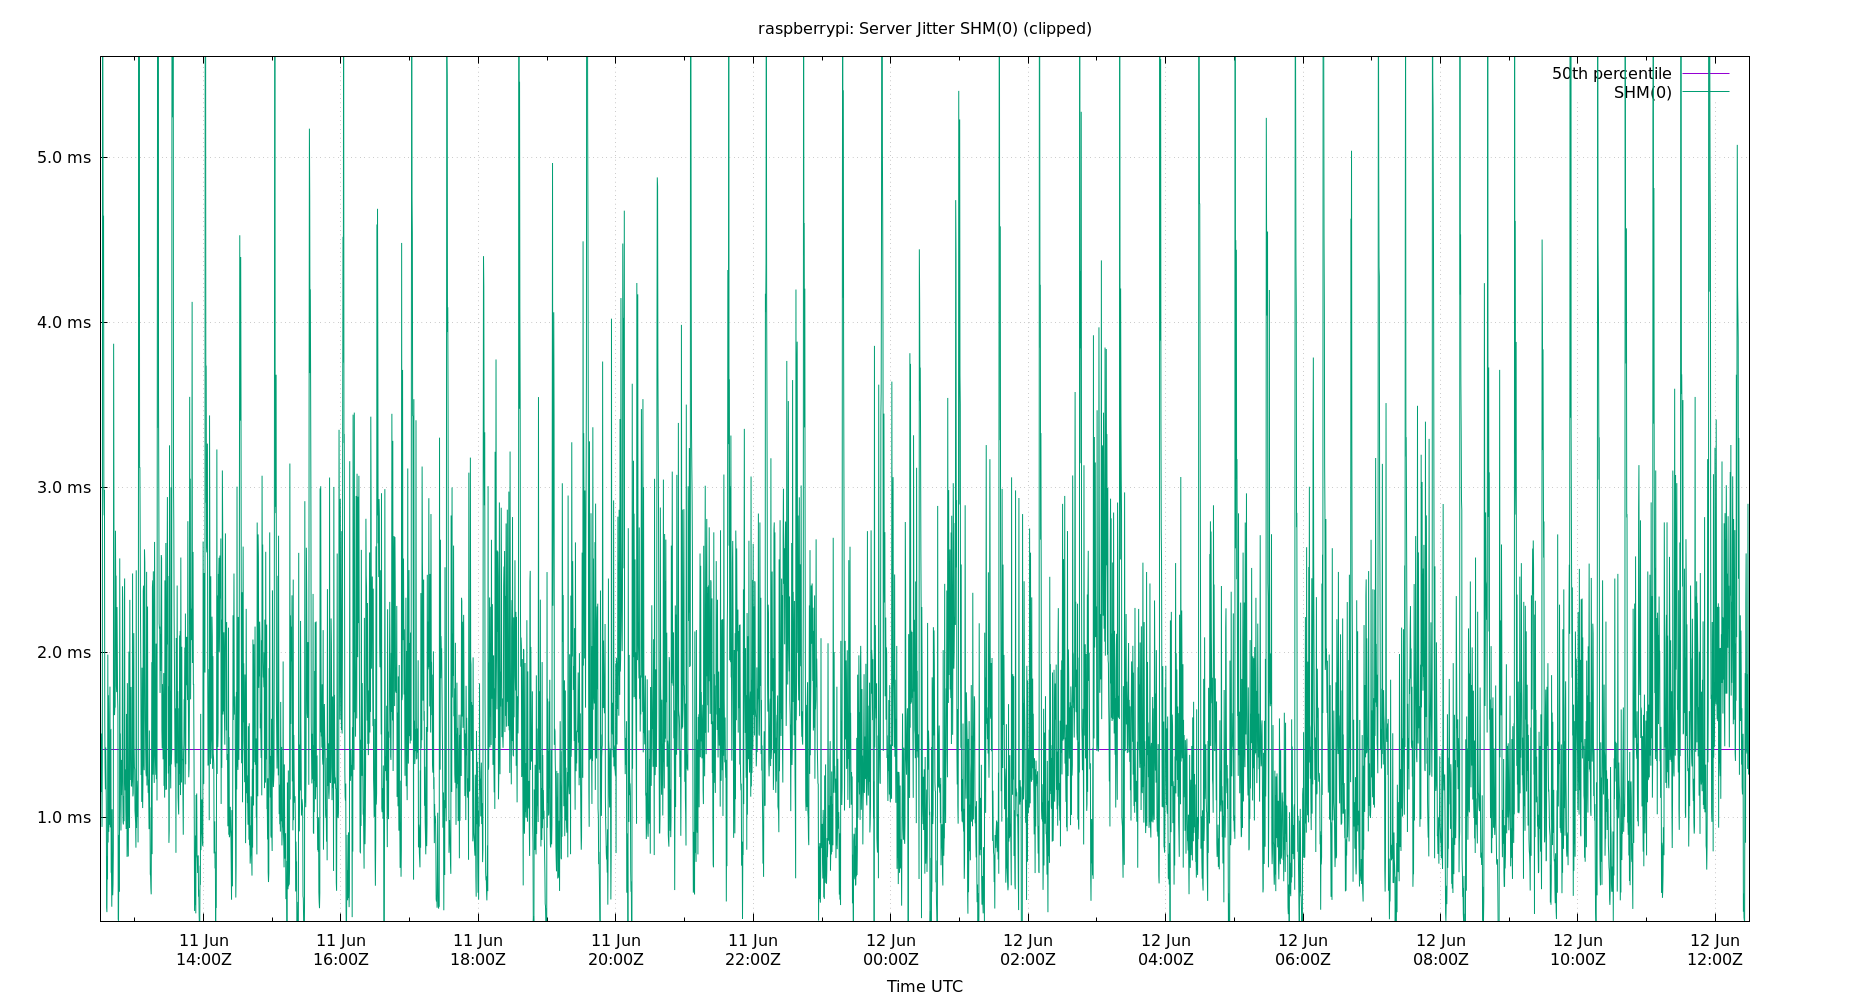 raspberrypi: Server Jitter SHM(0) (clipped)
50th percentile
SHM(0)
5.0 ms
4.0 ms
3.0 ms
2.0 ms
1.0 ms
11 Jun 11 Jun 11 Jun 11 Jun 11 Jun 12 Jun 12 Jun 12 Jun 12 Jun 12 Jun 12 Jun 12 Jun
14:00Z 16:00Z 18:00Z 20:00Z 22:00Z 00:00Z 02:00Z 04:00Z 06:00Z 08:00Z 10:00Z 12:00Z
Time UTC